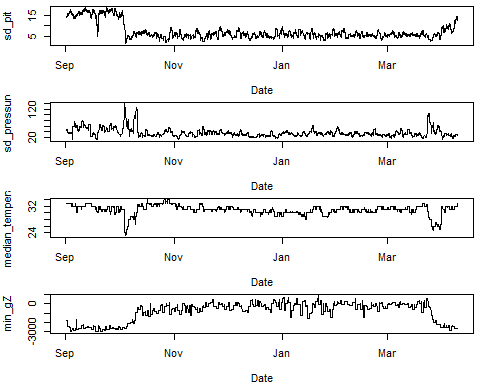 sd_pit
15
5
Sep
Nov
Jan
Mar
Date
sd_pressun
120
20
Sep
Nov
Jan
Mar
Date
median_tempen
32
24
Sep
Nov
Jan
Mar
Date
min_gZ
0
-3000
Sep
Nov
Jan
Mar
Date